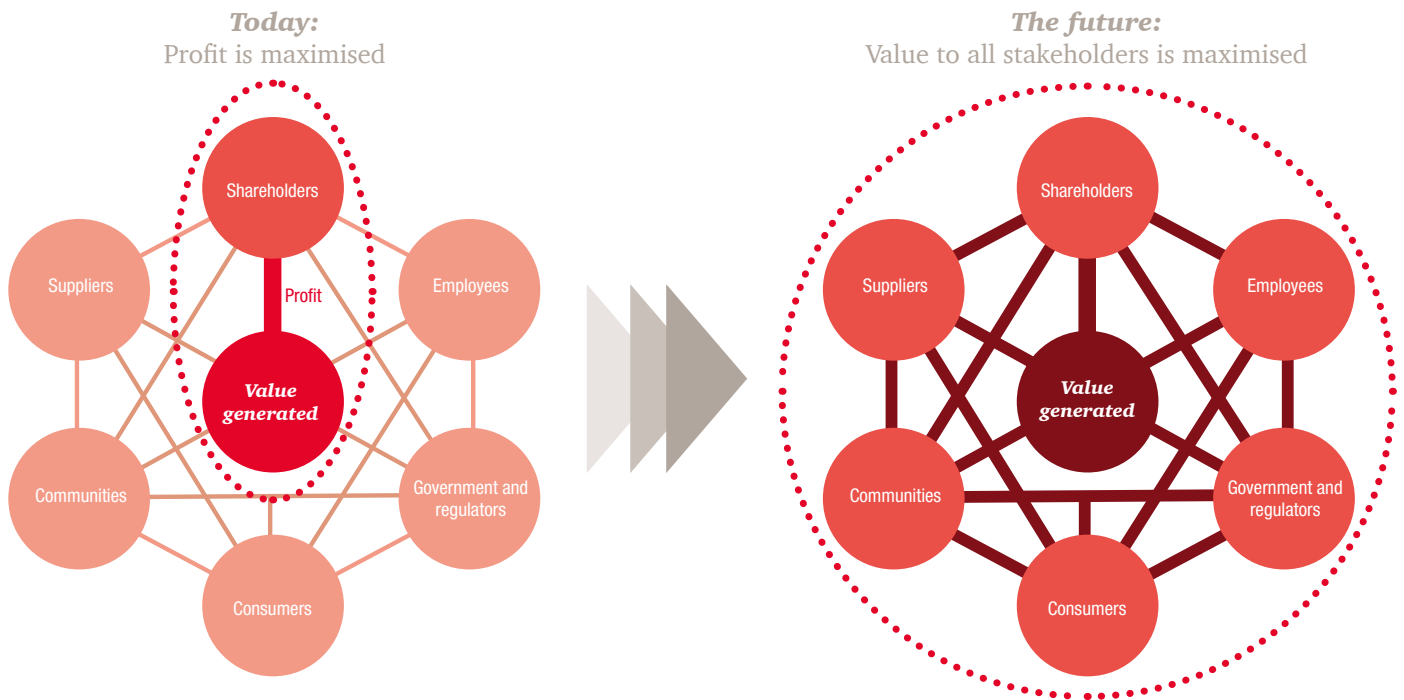 Today:
Profit is maximised
Shareholders
Suppliers
Employees
Profit
Value
generated
Communities
Government and
regulators
Consumers
The future:
Value to all stakeholders is maximised
Shareholders
Suppliers
Employees
Value
generated
Communities
Government and
regulators
Consumers